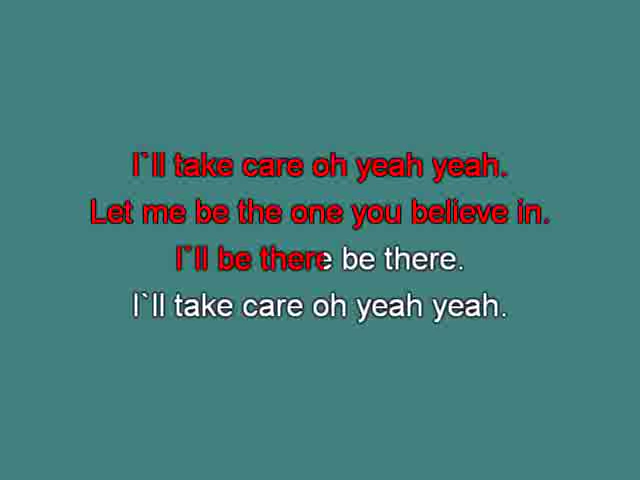 I`ll take care oh yeah yeah.
Let me be the one you believe in.
I`ll be there be there.
I`ll take care oh yeah yeah.